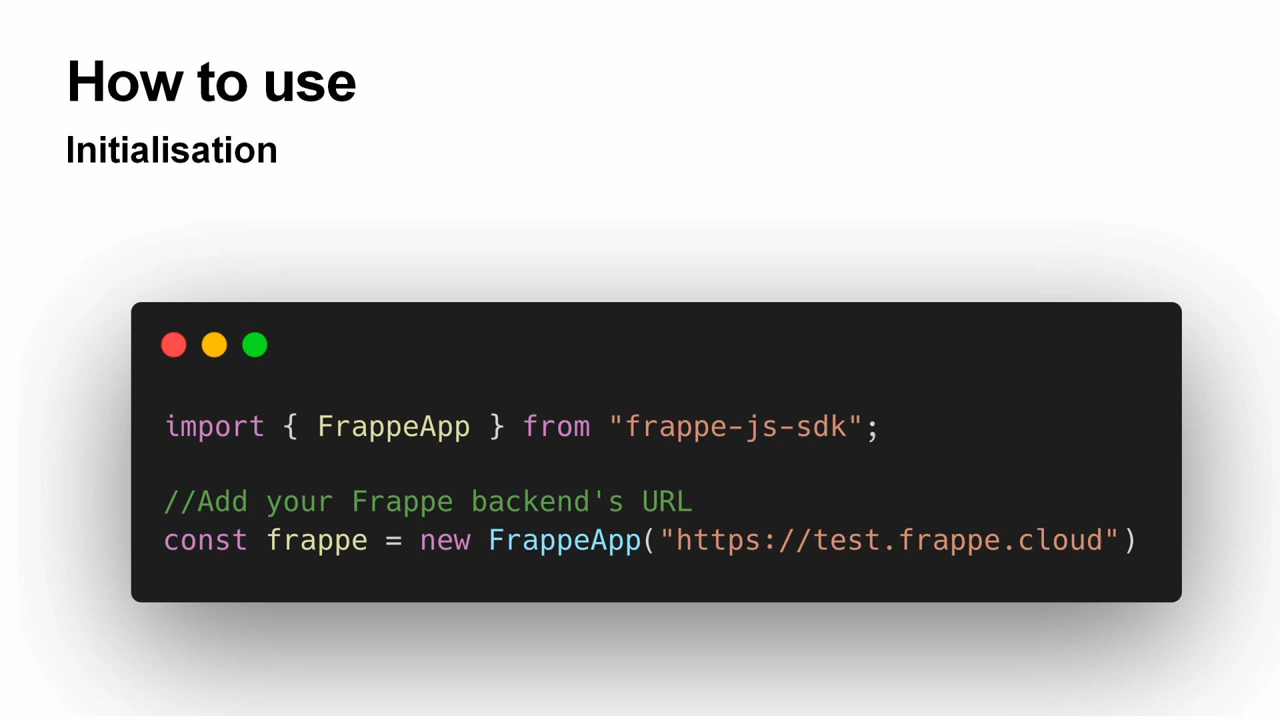 How to use
Initialisation
import { FrappeApp } from "frappe-js-sdk";
//Add your Frappe backend's URL
const frappe = new FrappeApp("https://test.frappe.cloud")